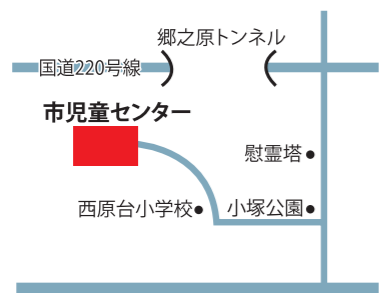 郷之原トンネル
国道220号線
市児童センター
慰霊塔
西原台小学校
小塚公園